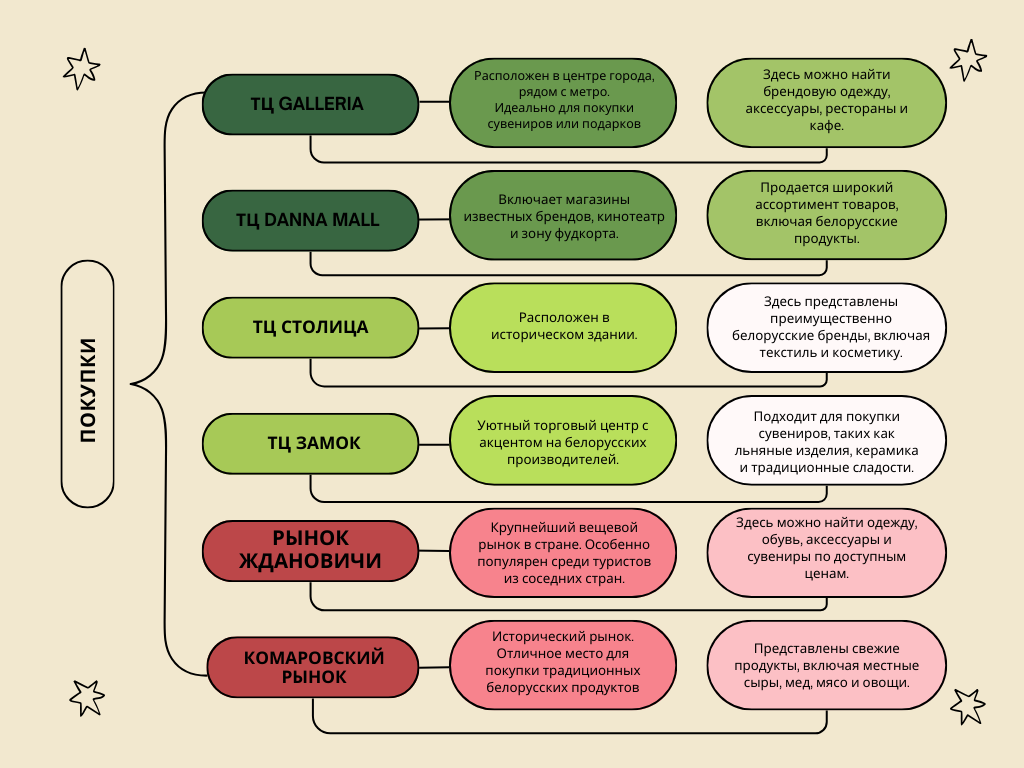 ПОКУПКИ
ТЦ GALLERIA
Расположен в центре города,
рядом с метро.
Идеально для покупки
сувениров или подарков
Здесь можно найти
брендовую одежду,
аксессуары, рестораны и
кафе.
ТЦ DANNA MALL
Включает магазины
известных брендов, кинотеатр
и зону фудкорта.
Продается широкий
ассортимент товаров,
включая белорусские
продукты.
ТЦ СТОЛИЦА
Расположен в
историческом здании.
Здесь представлены
преимущественно
белорусские бренды, включая
текстиль и косметику.
ТЦ ЗАМОК
Уютный торговый центр с
акцентом на белорусских
производителей.
Подходит для покупки
сувениров, таких как
льняные изделия, керамика
и традиционные сладости.
РЫНОК
ЖДАНОВИЧИ
Крупнейший вещевой
рынок в стране. Особенно
популярен среди туристов
из соседних стран.
Здесь можно найти одежду,
обувь, аксессуары и
сувениры по доступным
ценам.
КОМАРОВСКИЙ
РЫНОК
Исторический рынок.
Отличное место для
покупки традиционных
белорусских продуктов
Представлены свежие
продукты, включая местные
сыры, мед, мясо и овощи.